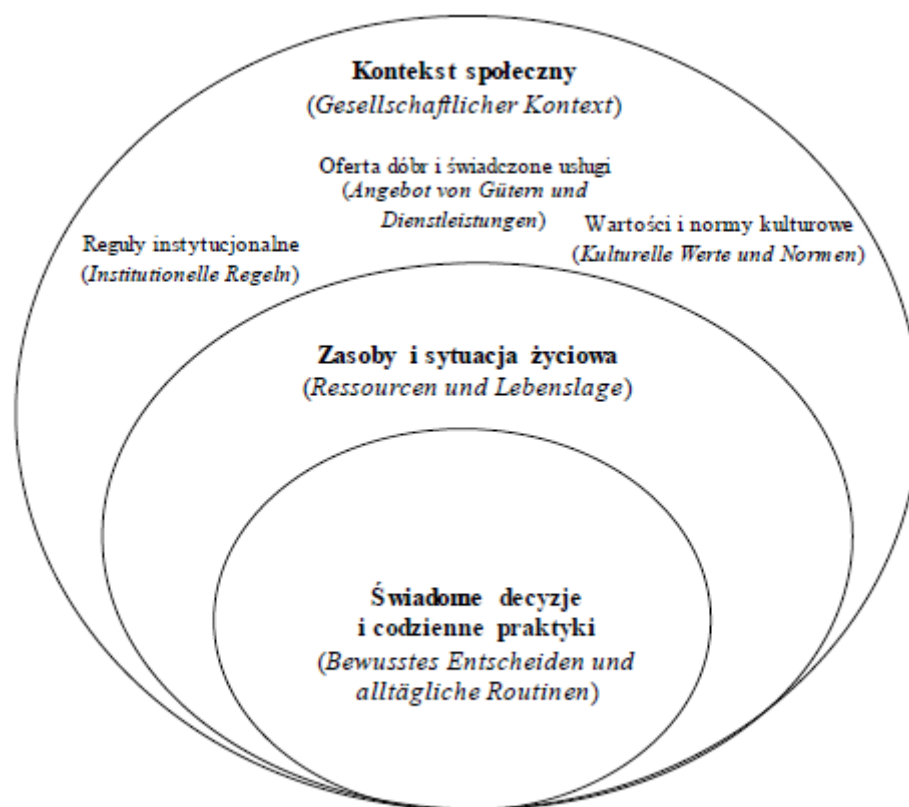 Kontekst społeczny
(Gesellschaftlicher Kontext)
Oferta dóbr i świadczone usługi
(Angebot von Gütern und
Dienstleistungen)
Reguły instytucjonalne
(Institutionelle Regeln)
Wartości i normy kulturowe
(Kulturelle Werte und Normen)
Zasoby i sytuacja życiowa
(Ressourcen und Lebenslage)
Świadome decyzje
i codzienne praktyki
(Bewusstes Entscheiden und
alltägliche Routinen)